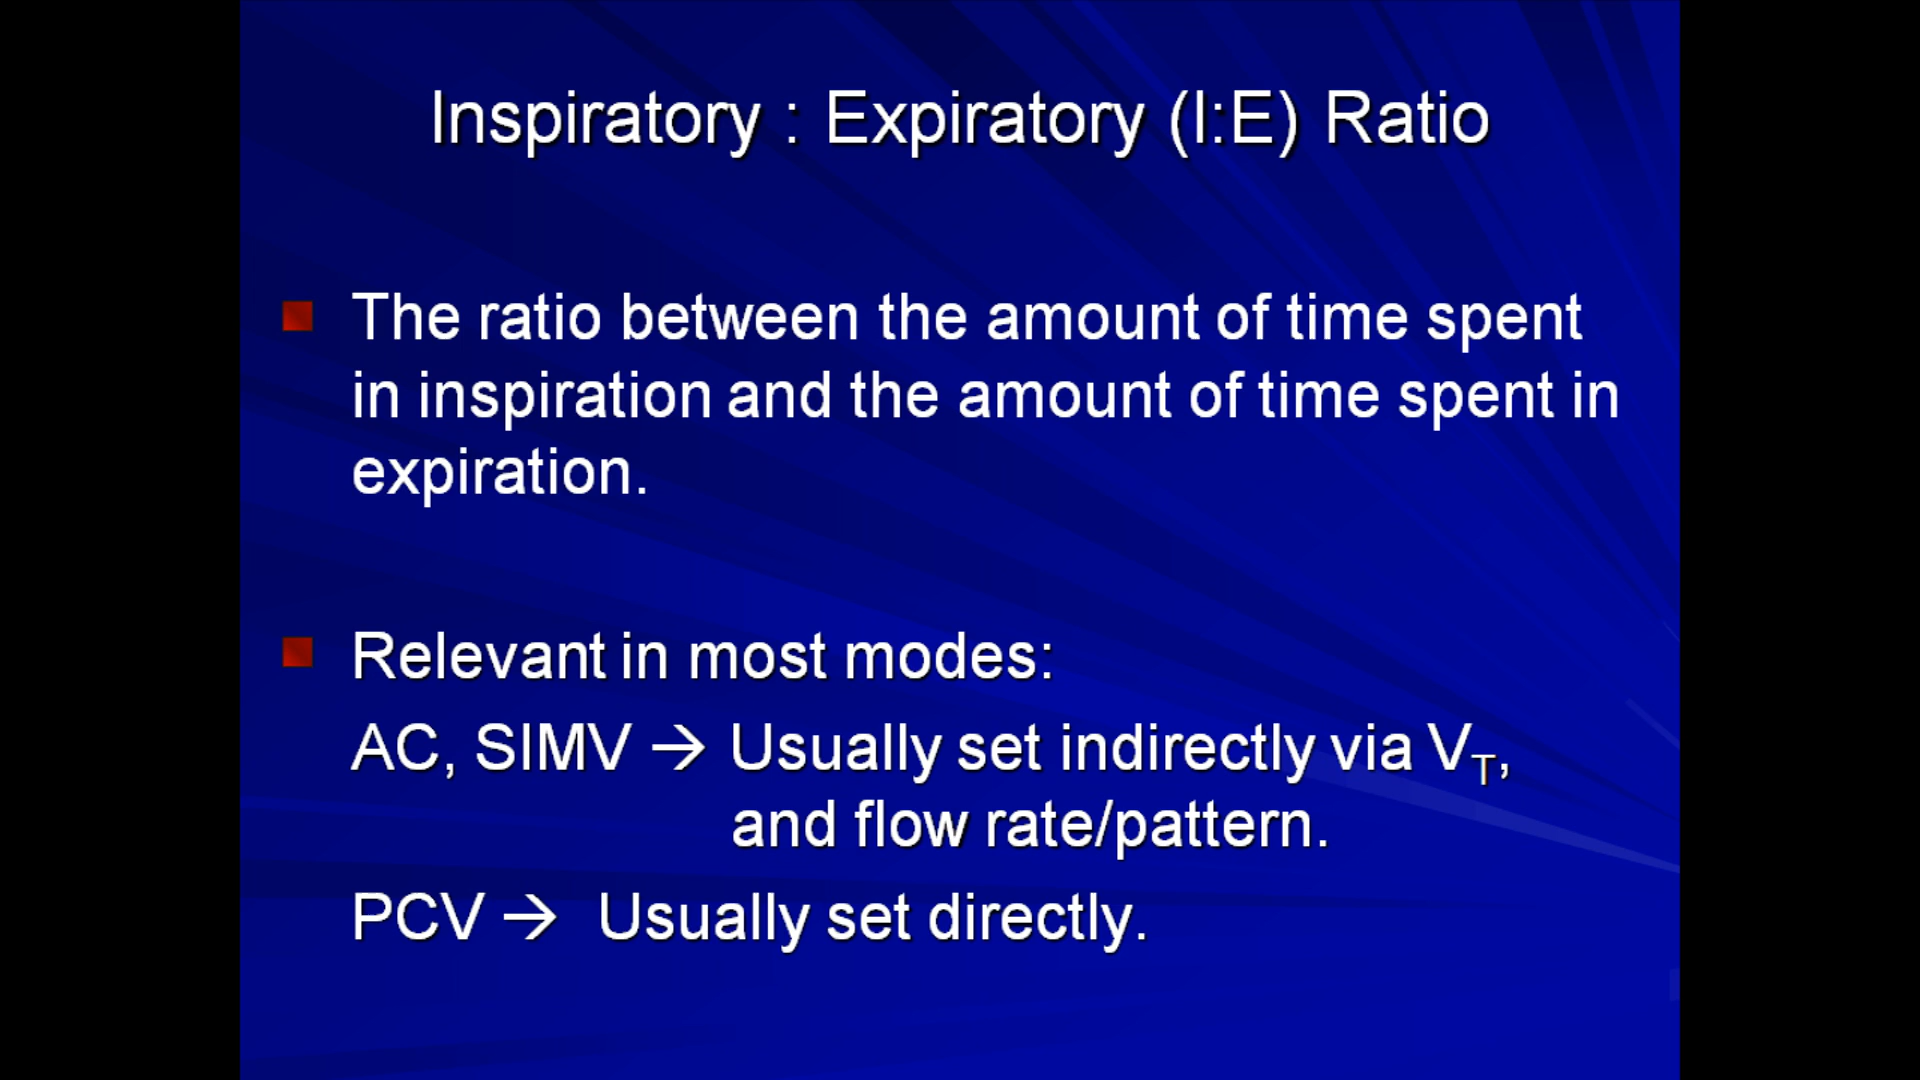 Inspiratory : Expiratory (I:E) Ratio
The ratio between the amount of time spent
in inspiration and the amount of time spent in
expiration.
Relevant in most modes:
AC, SIMV → Usually set indirectly via V_T,
and flow rate/pattern.
PCV → Usually set directly.